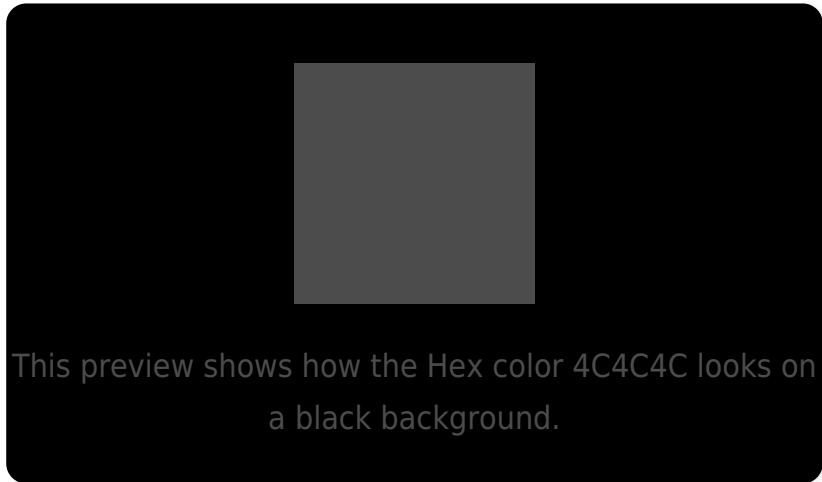 This preview shows how the Hex color 4C4C4C looks on
a black background.